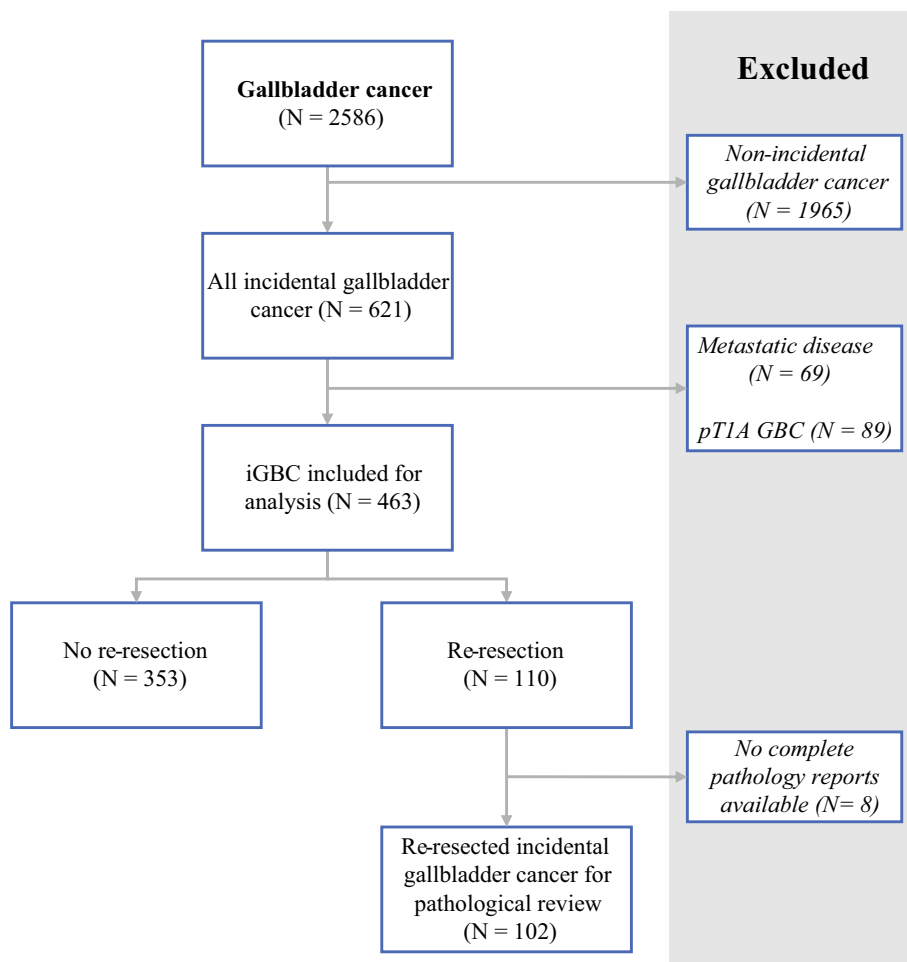 Excluded
Gallbladder cancer
(N = 2586)
Non-incidental
gallbladder cancer
(N = 1965)
All incidental gallbladder
cancer (N = 621)
Metastatic disease
(N = 69)
pT1A GBC (N = 89)
iGBC included for
analysis (N = 463)
No re-resection
(N = 353)
Re-resection
(N = 110)
No complete
pathology reports
available (N= 8)
Re-resected incidental
gallbladder cancer for
pathological review
(N = 102)